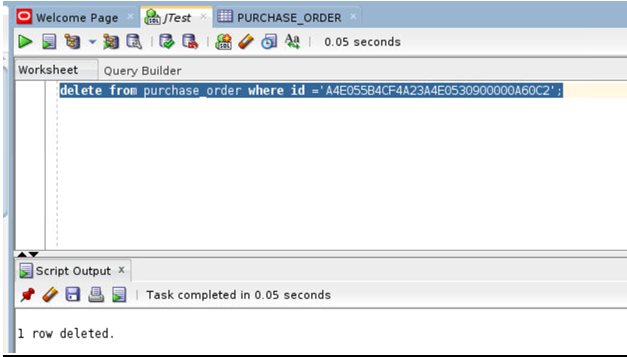 Welcome Page JTest PURCHASE_ORDER
0.05 seconds
Worksheet Query Builder
delete from purchase_order where id ='A4E055B4CF4A23A4E0530900000A60C2';
Script Output x
Task completed in 0.05 seconds
1 row deleted.